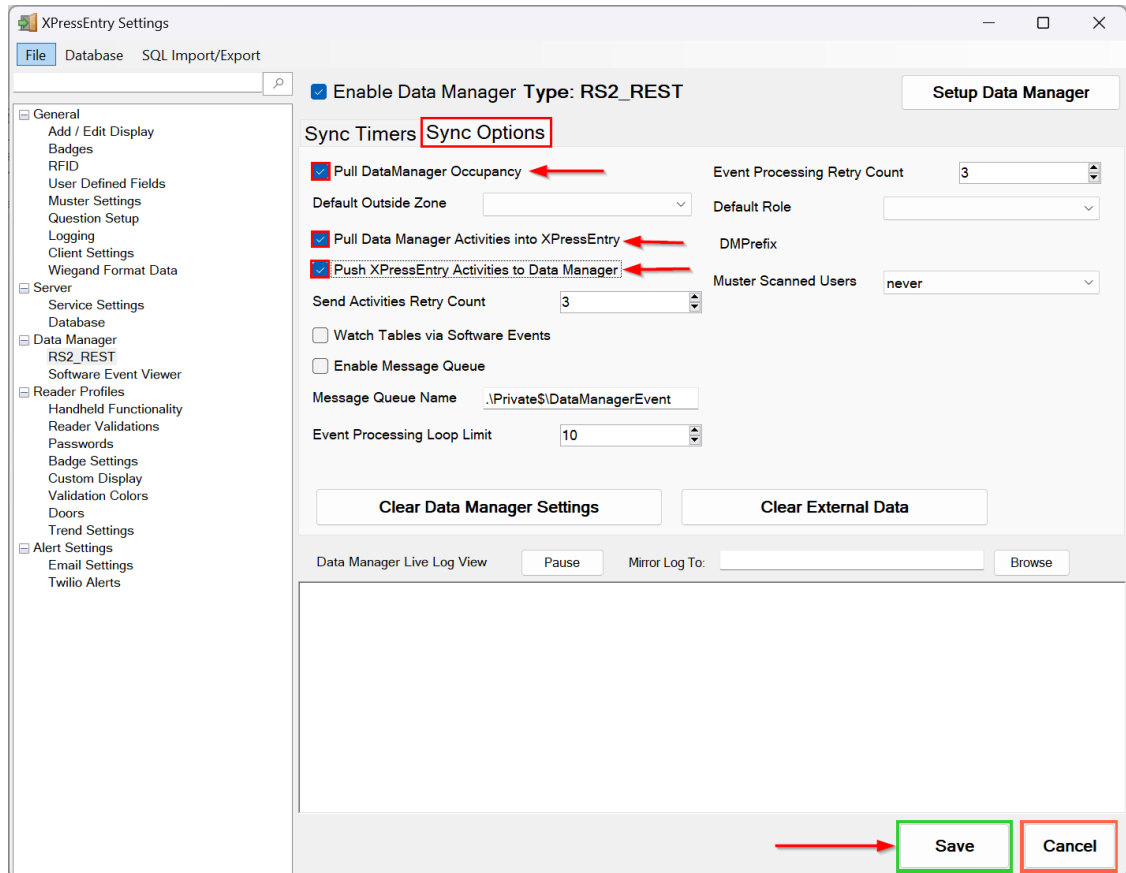 XPressEntry Settings
File Database SQL Import/Export
General
Add / Edit Display
Badges
RFID
User Defined Fields
Muster Settings
Question Setup
Logging
Client Settings
Wiegand Format Data
Server
Service Settings
Database
Data Manager
RS2_REST
Software Event Viewer
Reader Profiles
Handheld Functionality
Reader Validations
Passwords
Badge Settings
Custom Display
Validation Colors
Doors
Trend Settings
Alert Settings
Email Settings
Twilio Alerts
Enable Data Manager Type: RS2_REST
Setup Data Manager
Sync Timers Sync Options
Pull DataManager Occupancy
Default Outside Zone
Pull Data Manager Activities into XPressEntry
Push XPressEntry Activities to Data Manager
Send Activities Retry Count 3
Watch Tables via Software Events
Enable Message Queue
Message Queue Name .\Private$\DataManagerEvent
Event Processing Loop Limit 10
Event Processing Retry Count 3
Default Role
DMPrefix
Muster Scanned Users never
Clear Data Manager Settings Clear External Data
Data Manager Live Log View Pause Mirror Log To: Browse
Save Cancel